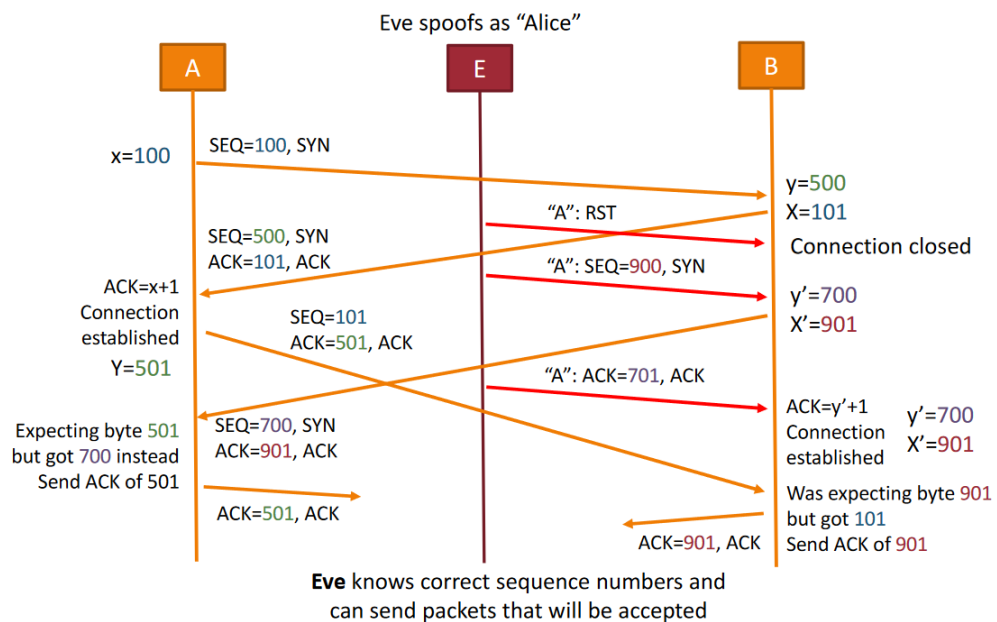 Eve spoofs as “Alice”
A
E
B
x=100
SEQ=100, SYN
y=500
X=101
“A”: RST
Connection closed
SEQ=500, SYN
ACK=101, ACK
“A”: SEQ=900, SYN
ACK=x+1
Connection
established
Y=501
y’=700
X’=901
SEQ=101
ACK=501, ACK
“A”: ACK=701, ACK
ACK=y’+1
Connection
established
y’=700
X’=901
SEQ=700, SYN
ACK=901, ACK
Expecting byte 501
but got 700 instead
Send ACK of 501
ACK=501, ACK
Was expecting byte 901
but got 101
Send ACK of 901
ACK=901, ACK
Eve knows correct sequence numbers and
can send packets that will be accepted